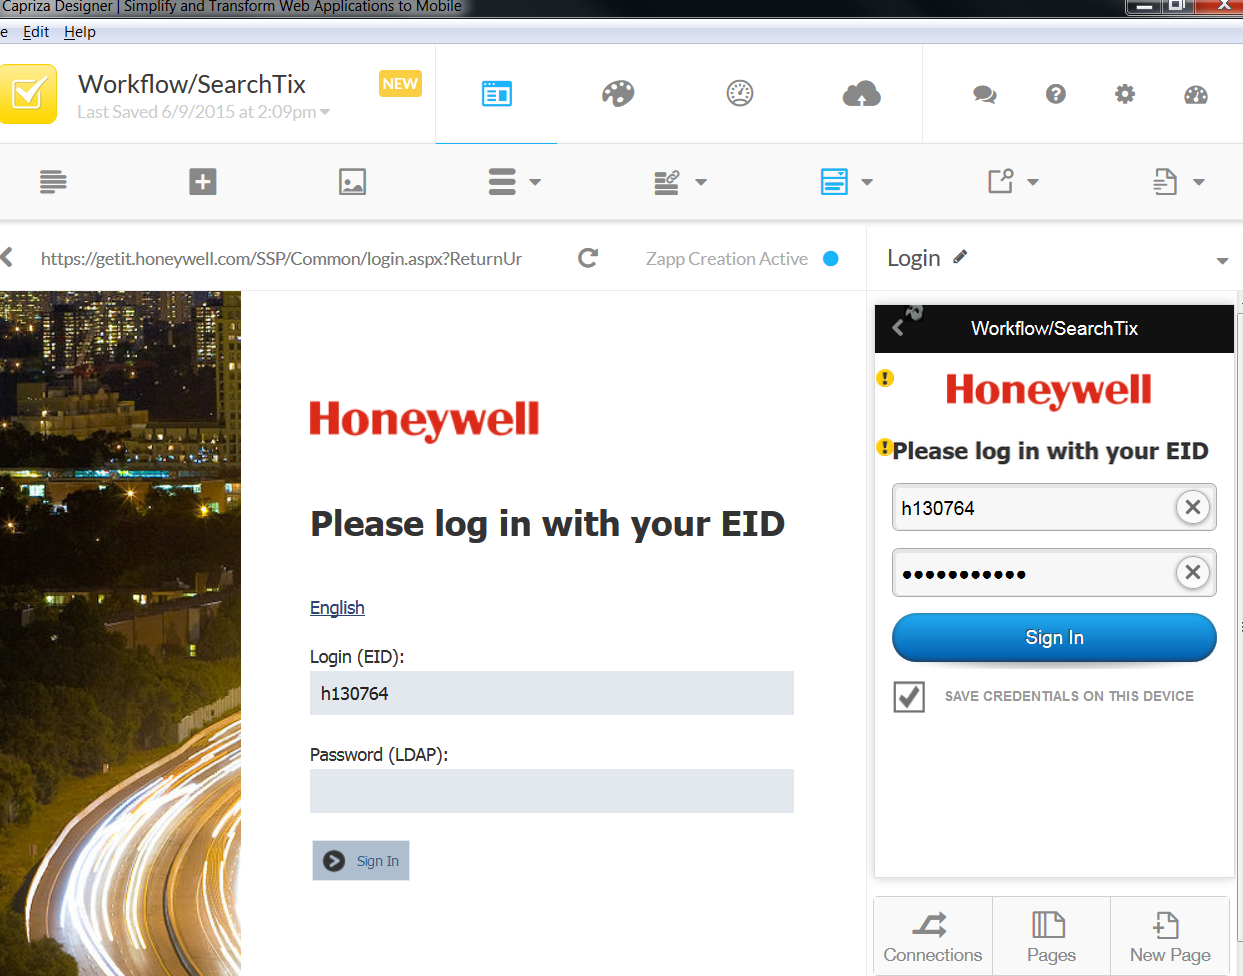 Capriza Designer | Simplify and Transform Web Applications to Mobile
e Edit Help
Workflow/SearchTix
NEW
Last Saved 6/9/2015 at 2:09pm
https://getit.honeywell.com/SSP/Common/login.aspx?ReturnUr
Zapp Creation Active
Login
Workflow/SearchTix
Honeywell
Please log in with your EID
English
Login (EID):
h130764
Password (LDAP):
Sign In
Honeywell
Please log in with your EID
h130764
Sign In
SAVE CREDENTIALS ON THIS DEVICE
Connections
Pages
New Page